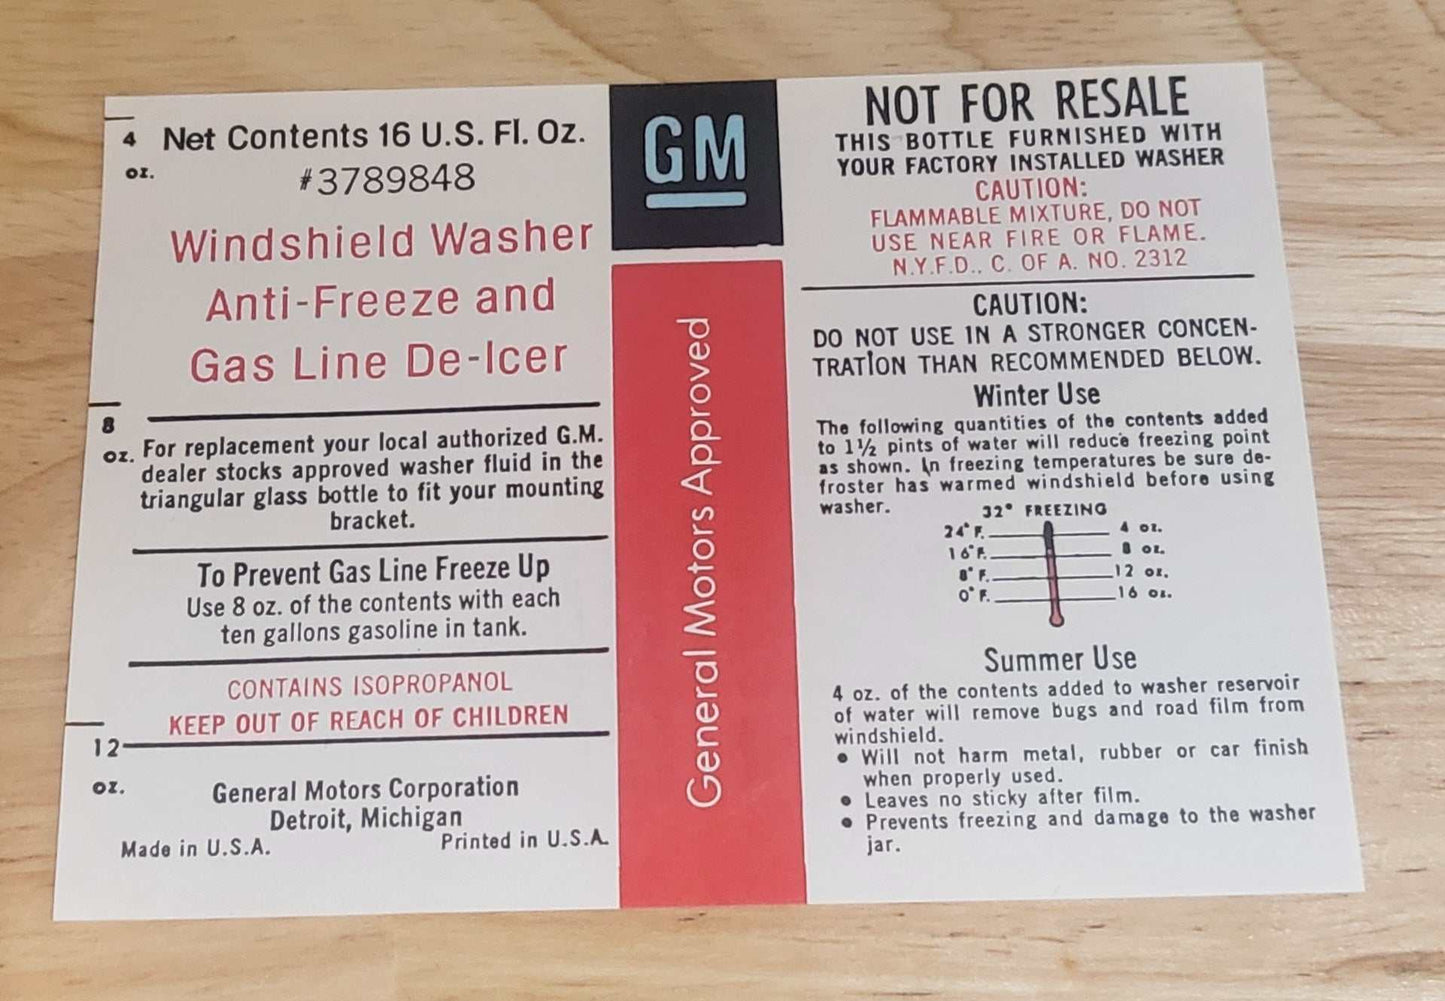 4 Net Contents 16 U.S. Fl. Oz.
oz. #3789848
Windshield Washer
Anti-Freeze and
Gas Line De-Icer
8
oz. For replacement your local authorized G.M.
dealer stocks approved washer fluid in the
triangular glass bottle to fit your mounting
bracket.
To Prevent Gas Line Freeze Up
Use 8 oz. of the contents with each
ten gallons gasoline in tank.
CONTAINS ISOPROPANOL
KEEP OUT OF REACH OF CHILDREN
12
oz.
General Motors Corporation
Detroit, Michigan
Made in U.S.A. Printed in U.S.A.
GM
General Motors Approved
NOT FOR RESALE
THIS BOTTLE FURNISHED WITH
YOUR FACTORY INSTALLED WASHER
CAUTION:
FLAMMABLE MIXTURE, DO NOT
USE NEAR FIRE OR FLAME.
N.Y.F.D.. C. OF A. NO. 2312
CAUTION:
DO NOT USE IN A STRONGER CONCEN-
TRATION THAN RECOMMENDED BELOW.
Winter Use
The following quantities of the contents added
to 1½ pints of water will reduce freezing point
as shown. In freezing temperatures be sure de-
froster has warmed windshield before using
washer.
32° FREEZING
24° F. 4 oz.
16° F. 8 oz.
8° F. 12 oz.
0° F. 16 oz.
Summer Use
4 oz. of the contents added to washer reservoir
of water will remove bugs and road film from
windshield.
• Will not harm metal, rubber or car finish
when properly used.
• Leaves no sticky after film.
• Prevents freezing and damage to the washer
jar.